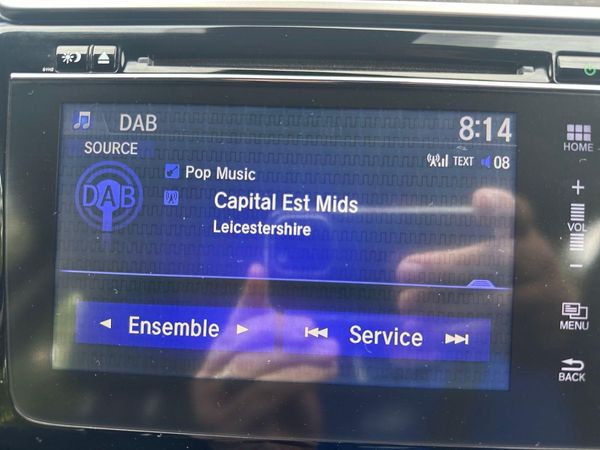 DAB
8:14
SOURCE
TEXT 08
Pop Music
DAB
Capital Est Mids
Leicestershire
Ensemble
Service
HOME
+
VOL
−
MENU
BACK